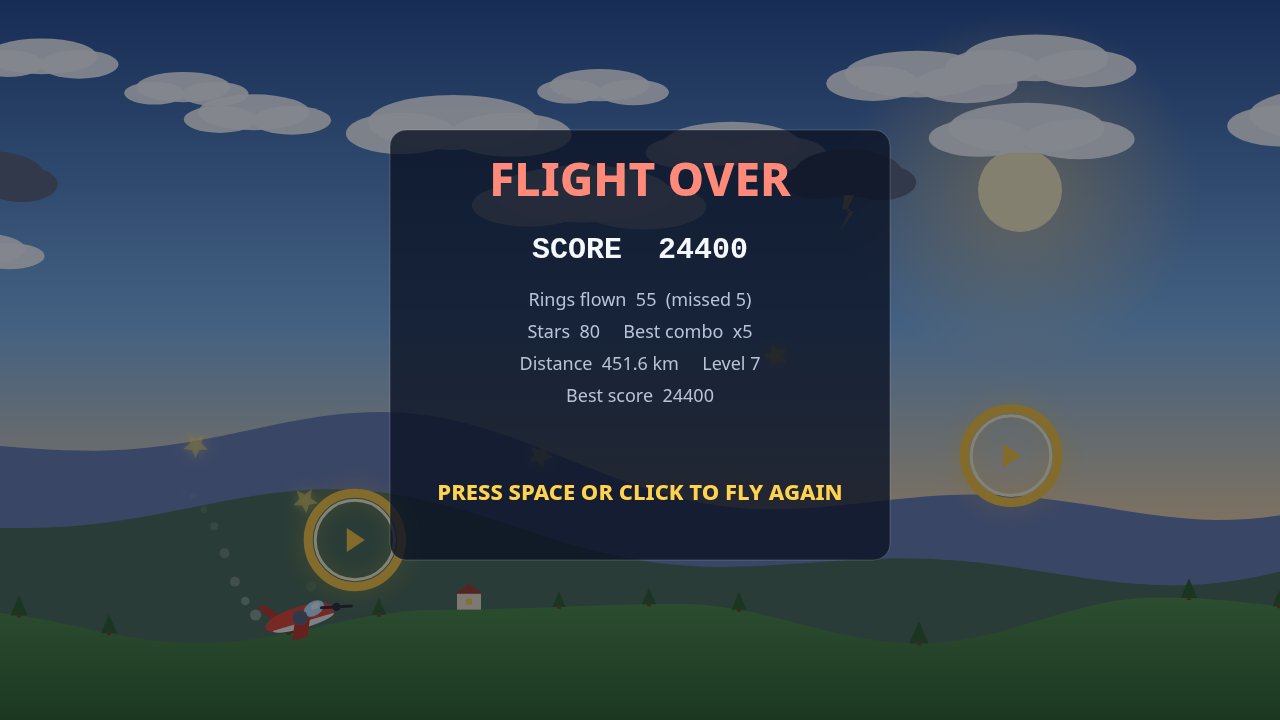 FLIGHT OVER
SCORE 24400
Rings flown 55 (missed 5)
Stars 80 Best combo x5
Distance 451.6 km Level 7
Best score 24400
PRESS SPACE OR CLICK TO FLY AGAIN